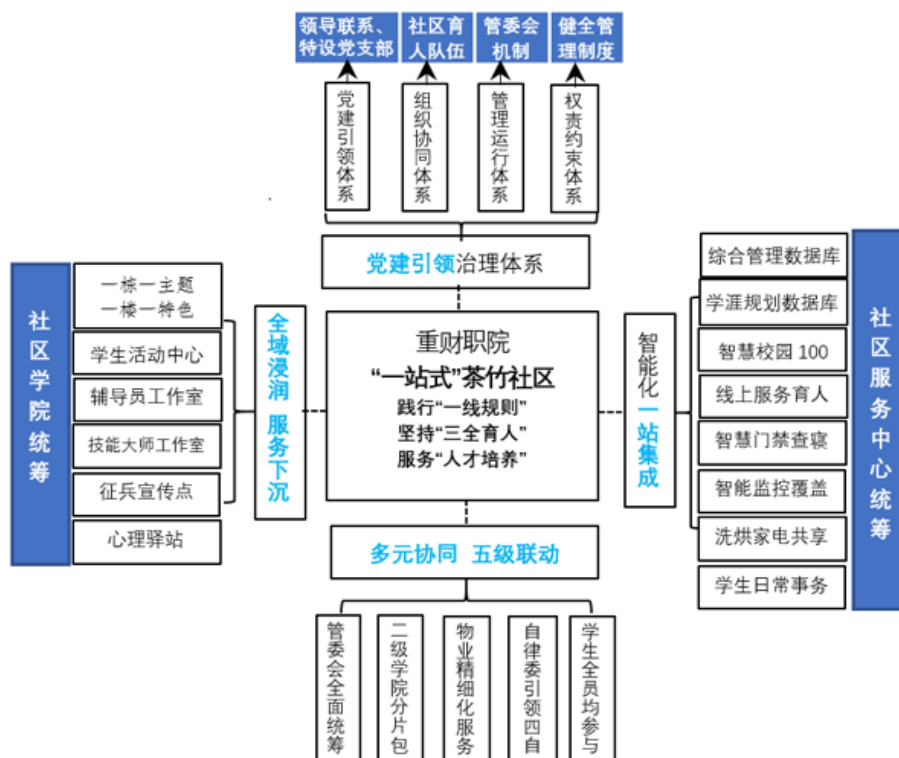 领导联系、
特设党支部
社区育
人队伍
管委会
机制
健全管
理制度
党建引领体系
组织协同体系
管理运行体系
权责约束体系
党建引领治理体系
社区学院统筹
一栋一主题
一楼一特色
学生活动中心
辅导员工作室
技能大师工作室
征兵宣传点
心理驿站
全域浸润 服务下沉
重财职院
“一站式”茶竹社区
践行“一线规则”
坚持“三全育人”
服务“人才培养”
智能化一站集成
综合管理数据库
学涯规划数据库
智慧校园 100
线上服务育人
智慧门禁查寝
智能监控覆盖
洗烘家电共享
学生日常事务
社区服务中心统筹
多元协同 五级联动
管委会全面统筹
二级学院分片包
物业精细化服务
自律委引领四自
学生全员均参与